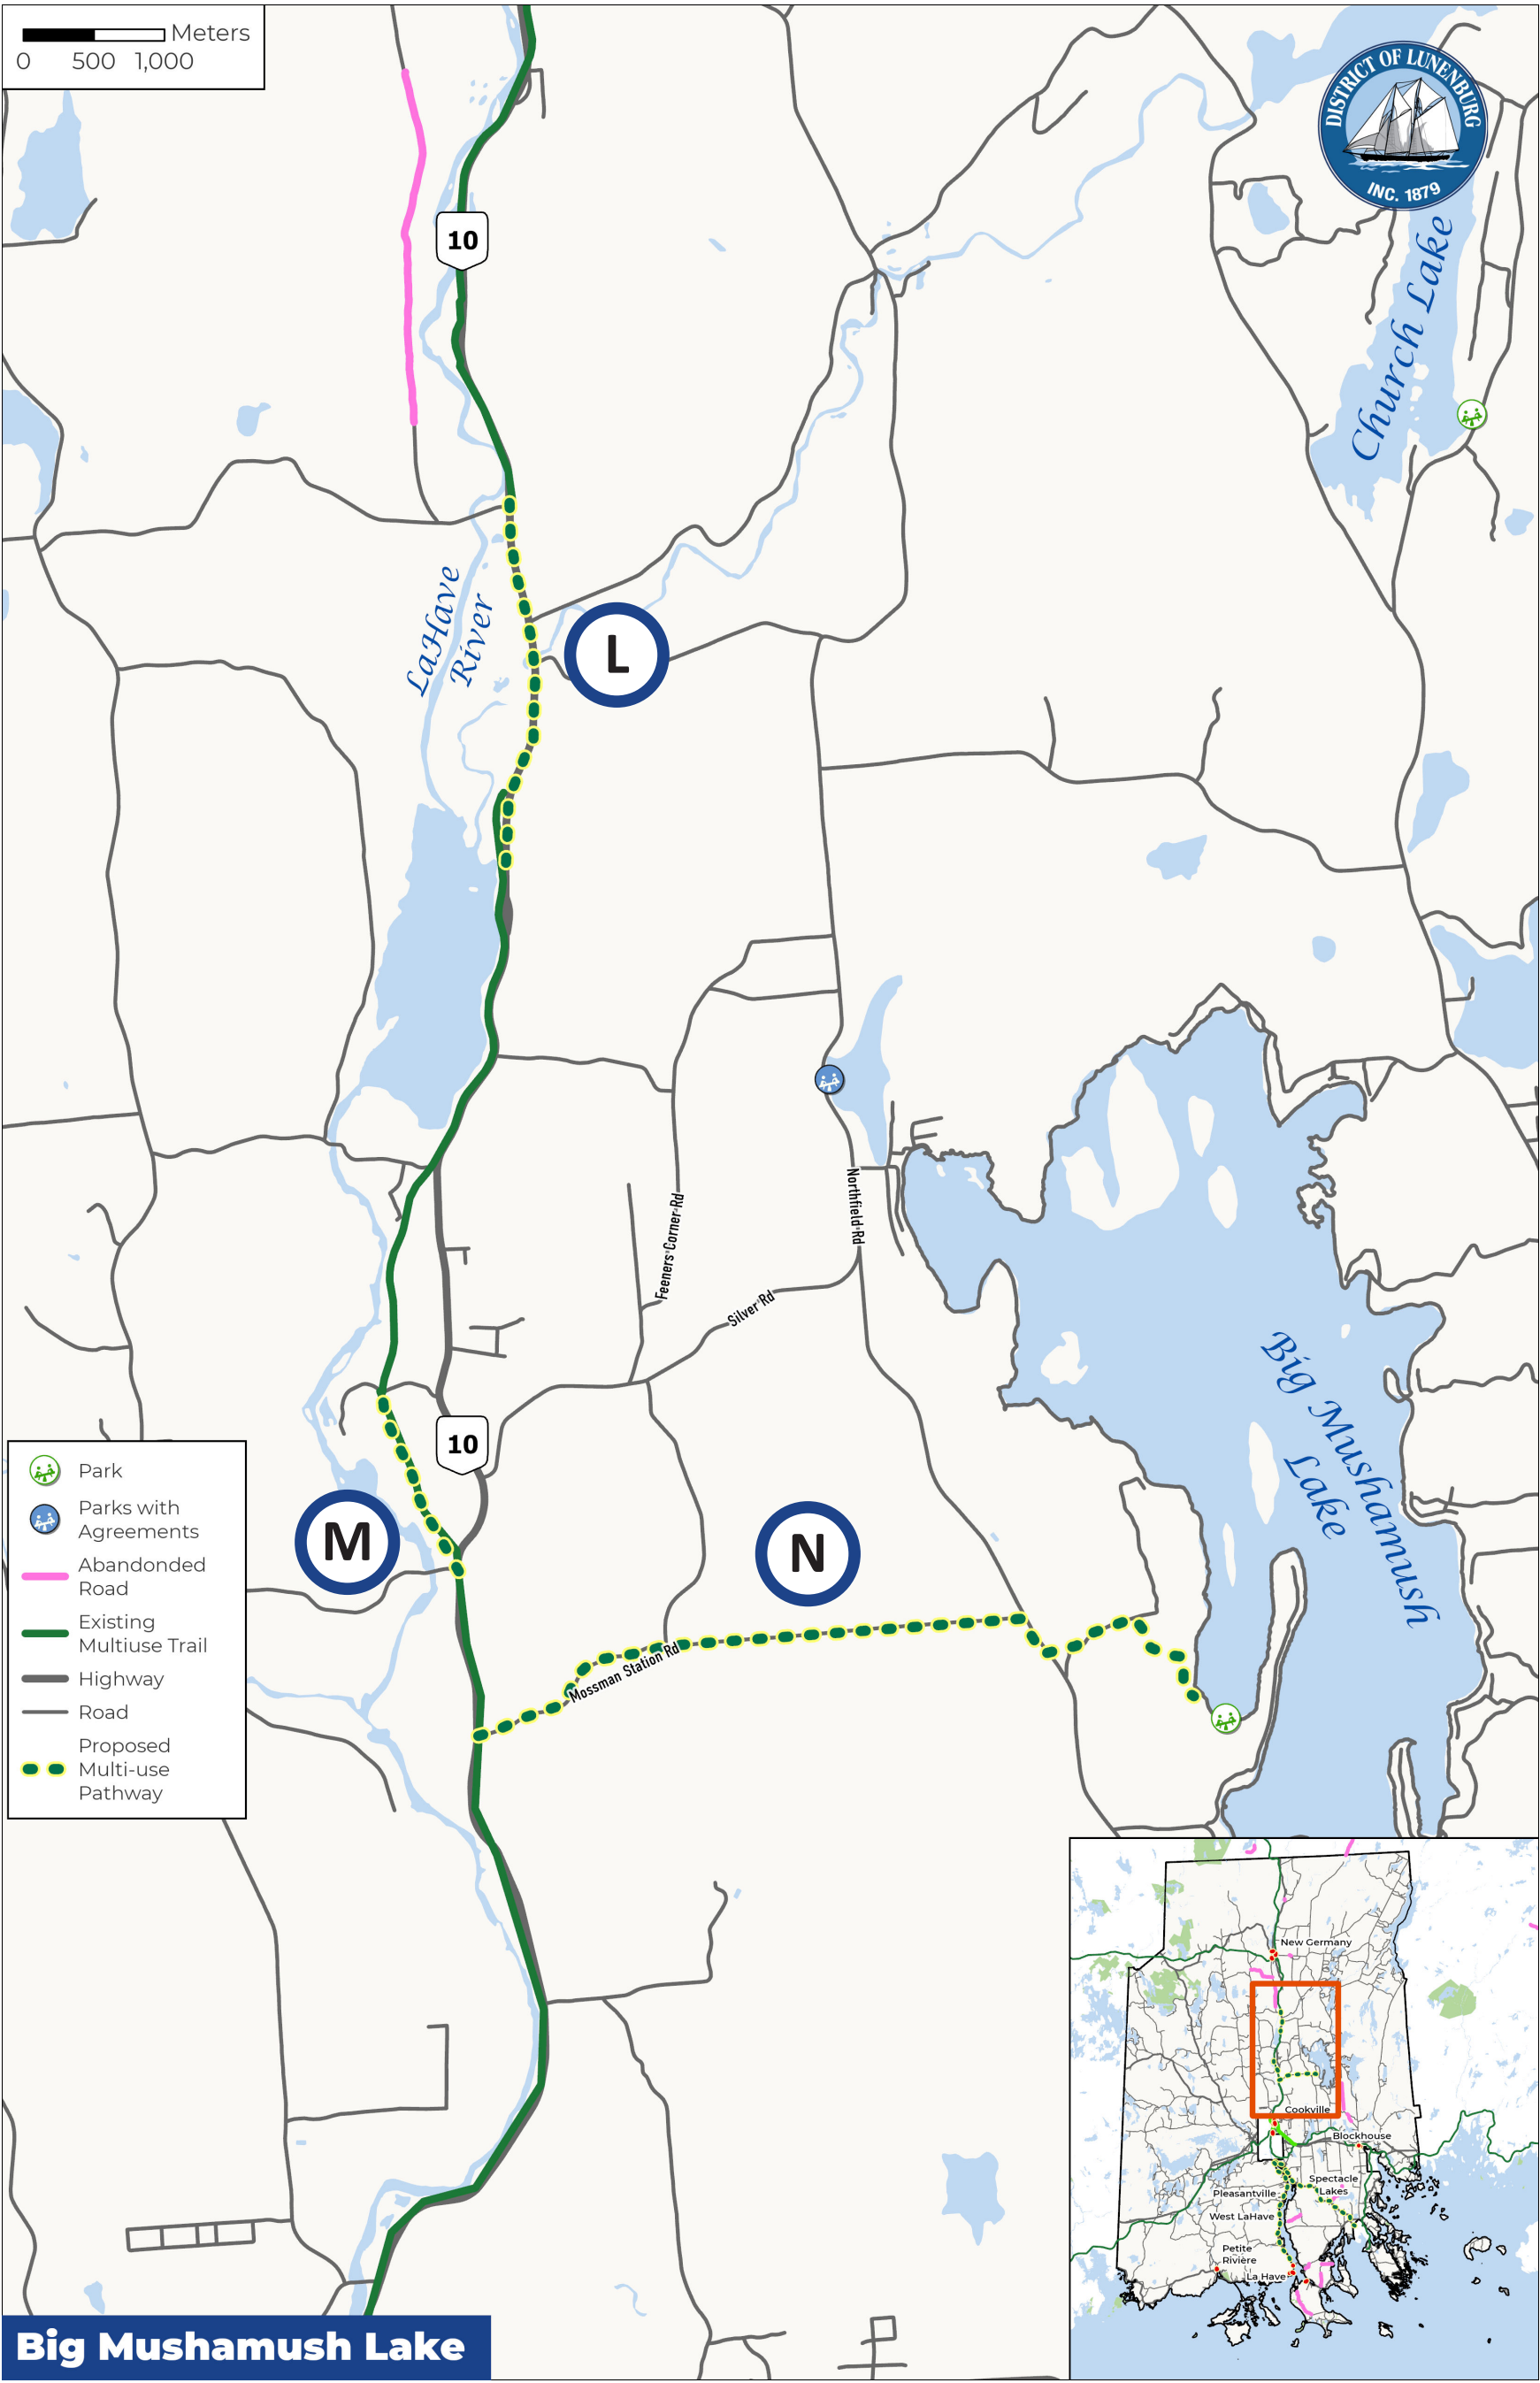 Meters
0 500 1,000
DISTRICT OF LUNENBURG
INC. 1879
10
Church Lake
LaHave
River
L
Northfield Rd
Feeners Corner Rd
Silver Rd
Big Mushamush
Lake
10
M
N
Mossman Station Rd
Park
Parks with
Agreements
Abandonded
Road
Existing
Multiuse Trail
Highway
Road
Proposed
Multi-use
Pathway
New Germany
Cookville
Blockhouse
Spectacle
Lakes
Pleasantville
West LaHave
Petite
Rivière
La Have
Big Mushamush Lake